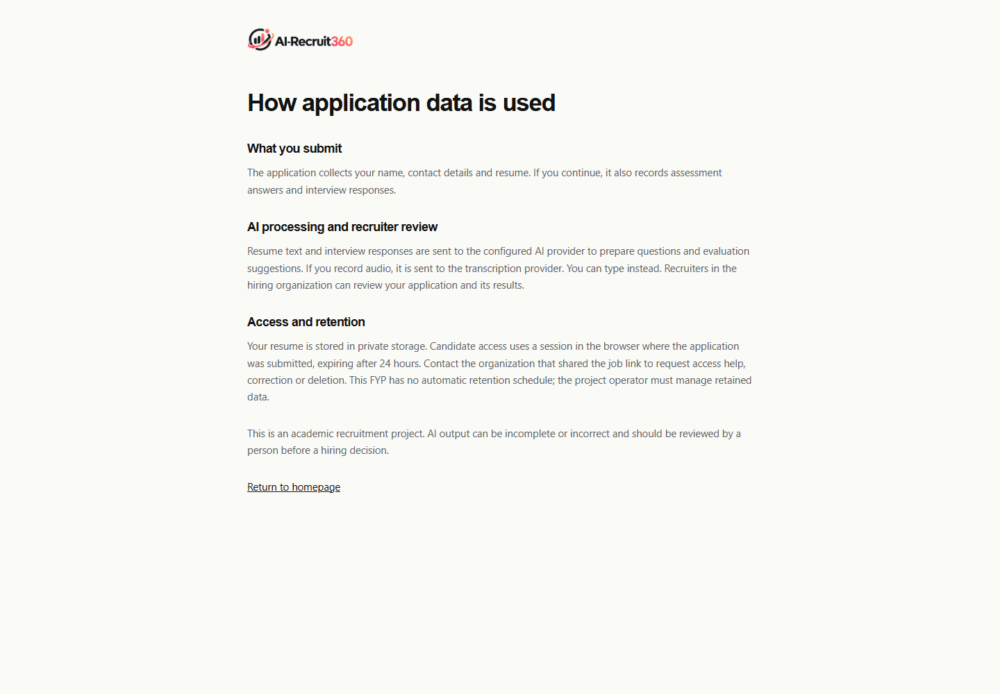 AI-Recruit360
How application data is used
What you submit
The application collects your name, contact details and resume. If you continue, it also records assessment
answers and interview responses.
AI processing and recruiter review
Resume text and interview responses are sent to the configured AI provider to prepare questions and evaluation
suggestions. If you record audio, it is sent to the transcription provider. You can type instead. Recruiters in the
hiring organization can review your application and its results.
Access and retention
Your resume is stored in private storage. Candidate access uses a session in the browser where the application
was submitted, expiring after 24 hours. Contact the organization that shared the job link to request access help,
correction or deletion. This FYP has no automatic retention schedule; the project operator must manage retained
data.
This is an academic recruitment project. AI output can be incomplete or incorrect and should be reviewed by a
person before a hiring decision.
Return to homepage